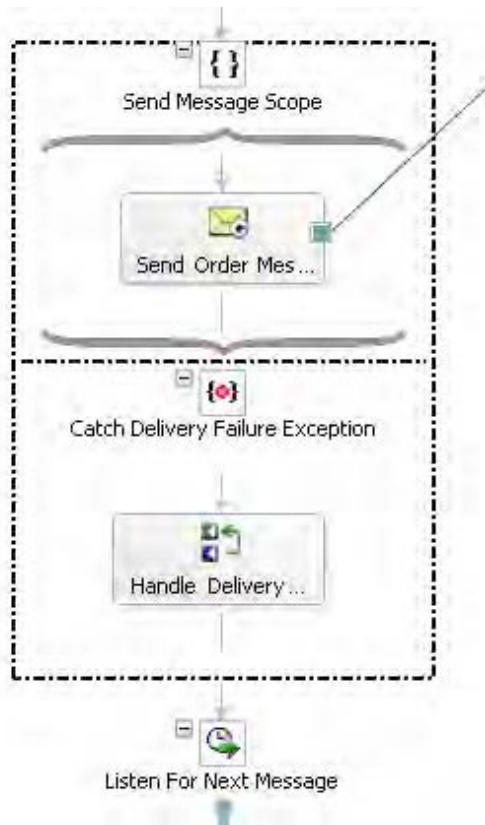 Send Message Scope
Send Order Mes...
Catch Delivery Failure Exception
Handle Delivery...
Listen For Next Message